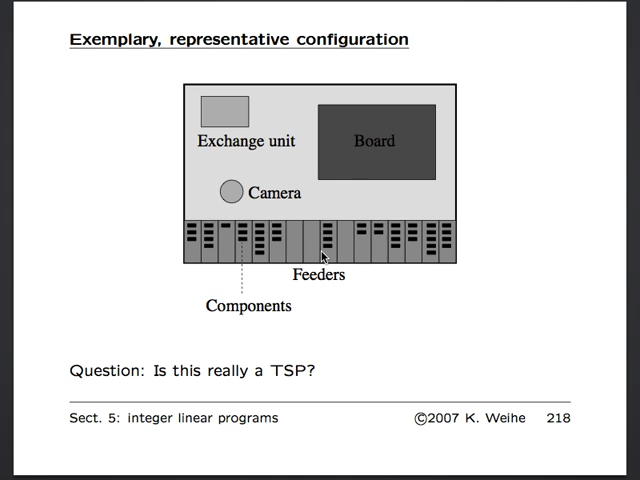 Exemplary, representative configuration
Exchange unit
Board
Camera
Feeders
Components
Question: Is this really a TSP?
Sect. 5: integer linear programs
©2007 K. Weihe 218